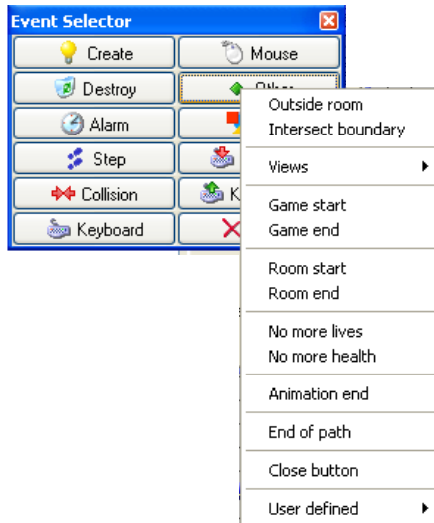 Event Selector
Create
Mouse
Destroy
Other
Alarm
Step
Collision
K
Keyboard
Outside room
Intersect boundary
Views
Game start
Game end
Room start
Room end
No more lives
No more health
Animation end
End of path
Close button
User defined